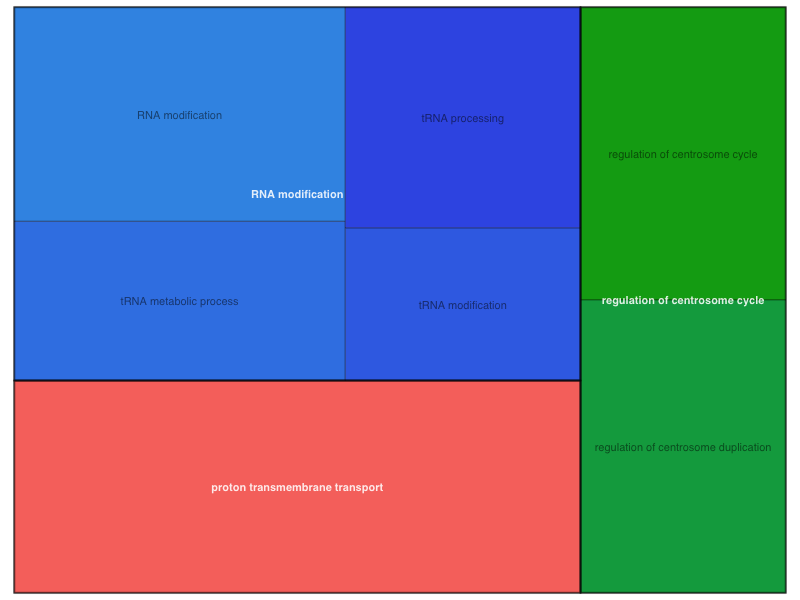 RNA modification
tRNA processing
regulation of centrosome cycle
RNA modification
tRNA metabolic process
tRNA modification
regulation of centrosome cycle
regulation of centrosome duplication
proton transmembrane transport